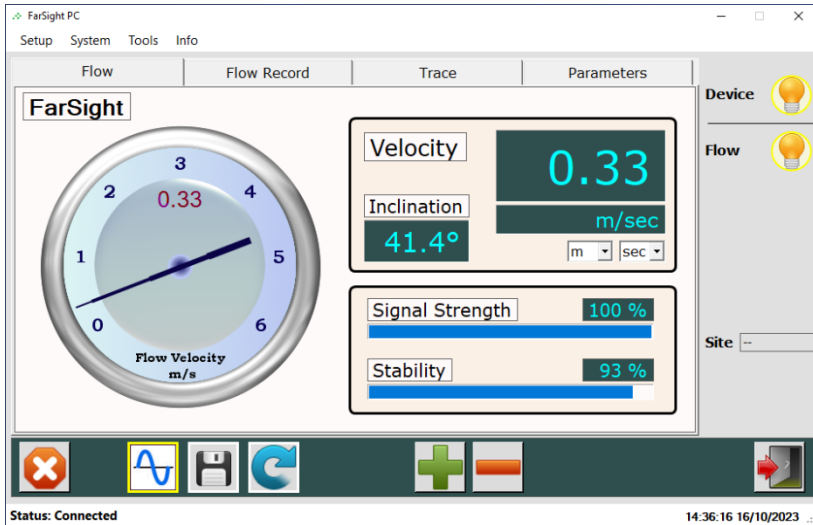 FarSight PC
Setup System Tools Info
Flow Flow Record Trace Parameters
FarSight
3
2 4
0.33
1 5
0 6
Flow Velocity
m/s
Velocity
0.33
m/sec
Inclination
41.4°
m sec
Signal Strength 100 %
Stability 93 %
Device
Flow
Site --
Status: Connected 14:36:16 16/10/2023